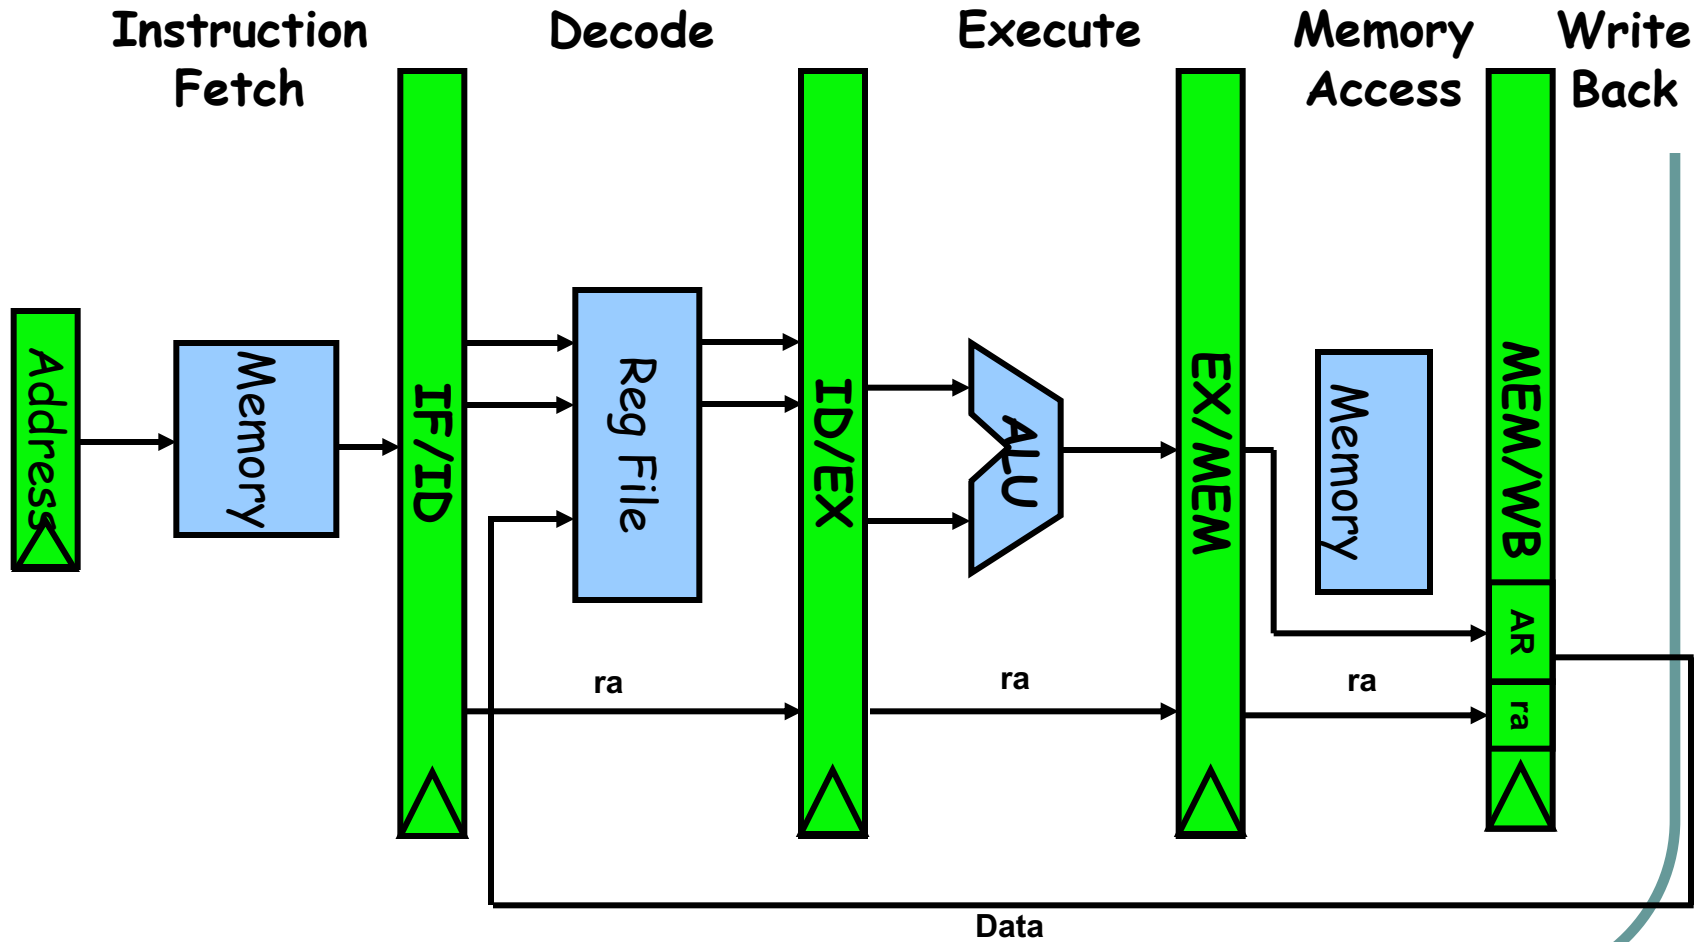 Instruction
Fetch
Decode
Execute
Memory
Access
Write
Back
Address
Memory
IF/ID
Reg File
ID/EX
ALU
EX/MEM
Memory
MEM/WB
AR
ra
ra
ra
ra
Data